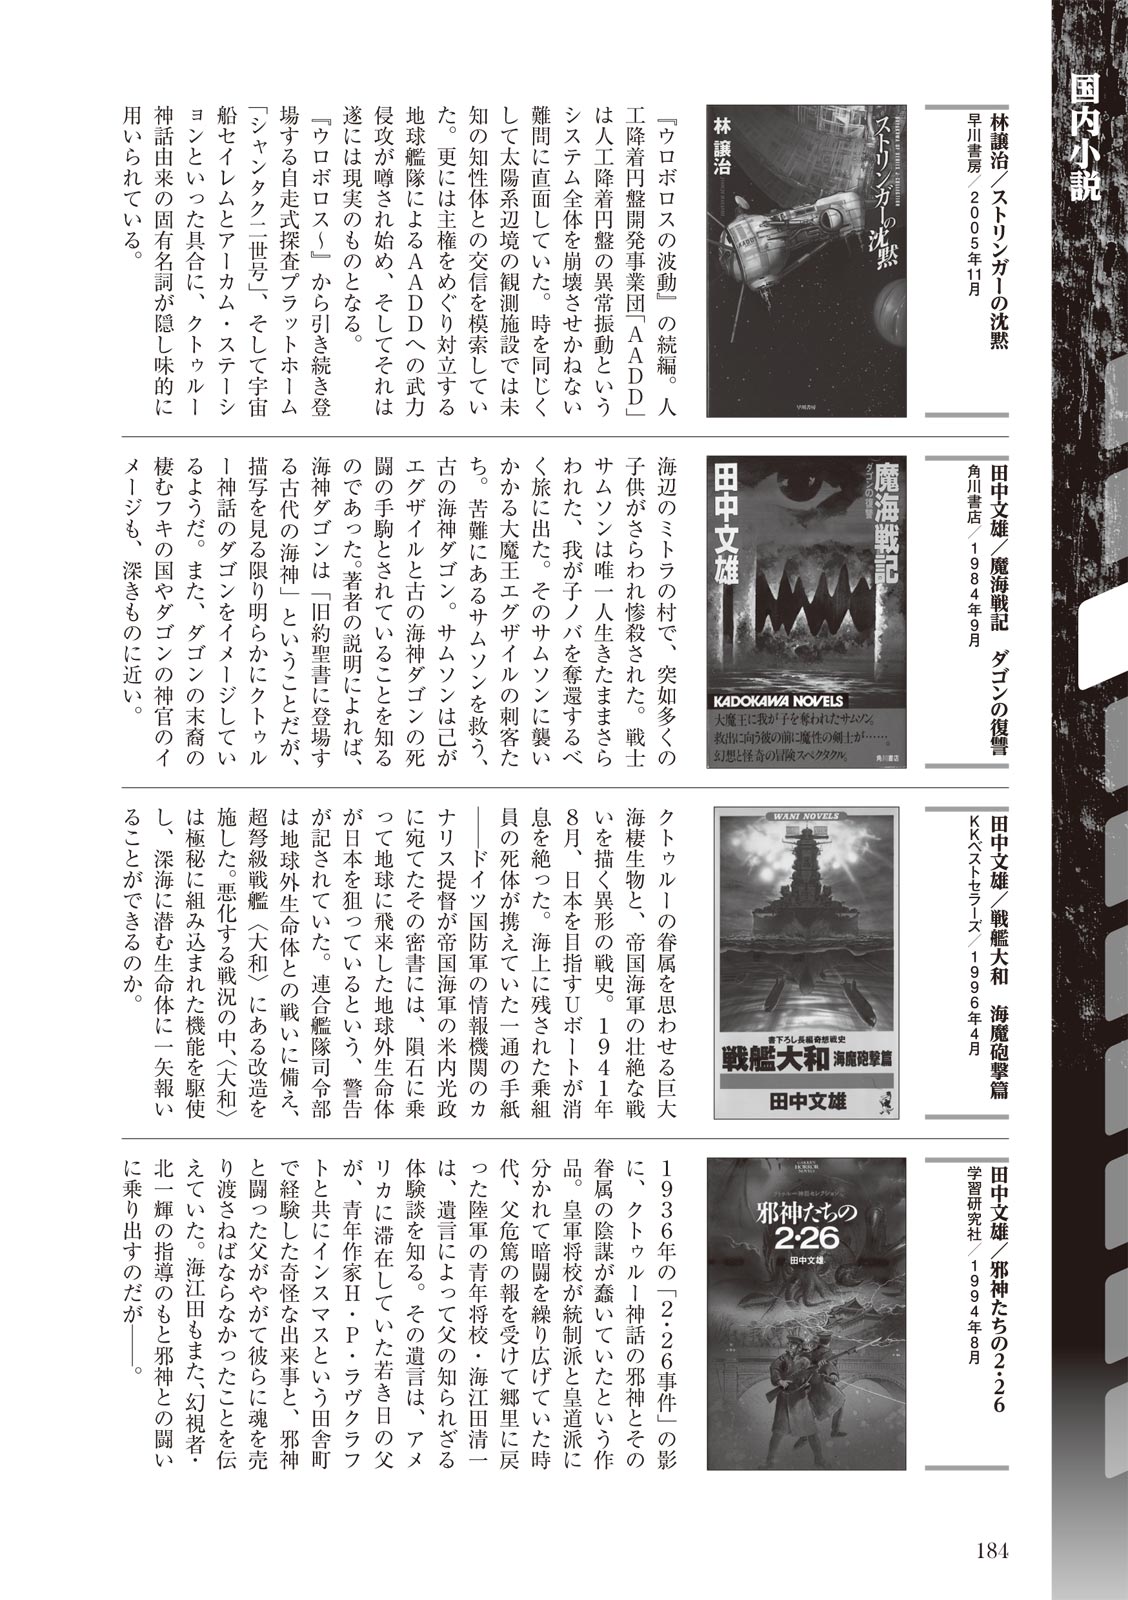 国内小説
林譲治／ストリンガーの沈黙
早川書房／2005年11月
ストリンガーの沈黙
林 譲治
早川書房
『ウロボロスの波動』の続編。人
工降着円盤開発事業団「ＡＡＤＤ」
は人工降着円盤の異常振動という
システム全体を崩壊させかねない
難問に直面していた。時を同じく
して太陽系辺境の観測施設では未
知の知性体との交信を模索してい
た。更には主権をめぐり対立する
地球艦隊によるＡＡＤＤへの武力
侵攻が噂され始め、そしてそれは
遂には現実のものとなる。
『ウロボロス～』から引き続き登
場する自走式探査プラットホーム
「シャンタク二世号」、そして宇宙
船セイレムとアーカム・ステーシ
ョンといった具合に、クトゥルー
神話由来の固有名詞が隠し味的に
用いられている。
田中文雄／魔海戦記　ダゴンの復讐
角川書店／1984年9月
魔海戦記
ダゴンの復讐
田中文雄
KADOKAWA NOVELS
大魔王に我が子を奪われたサムソン。
救出に向う彼の前に魔性の剣士が……。
幻想と怪奇の冒険スペクタクル。
角川書店
海辺のミトラの村で、突如多くの
子供がさらわれ惨殺された。戦士
サムソンは唯一人生きたままさら
われた、我が子ノバを奪還するべ
く旅に出た。そのサムソンに襲い
かかる大魔王エグザイルの刺客た
ち。苦難にあるサムソンを救う、
古の海神ダゴン。サムソンは己が
エグザイルと古の海神ダゴンの死
闘の手駒とされていることを知る
のであった。著者の説明によれば、
海神ダゴンは「旧約聖書に登場す
る古代の海神」ということだが、
描写を見る限り明らかにクトゥル
ー神話のダゴンをイメージしてい
るようだ。また、ダゴンの末裔の
棲むフキの国やダゴンの神官のイ
メージも、深きものに近い。
田中文雄／戦艦大和　海魔砲撃篇
KKベストセラーズ／1996年4月
WANI NOVELS
書下ろし長編奇想戦史
戦艦大和 海魔砲撃篇
田中文雄
クトゥルーの眷属を思わせる巨大
海棲生物と、帝国海軍の壮絶な戦
いを描く異形の戦史。１９４１年
８月、日本を目指すＵボートが消
息を絶った。海上に残された乗組
員の死体が携えていた一通の手紙
――ドイツ国防軍の情報機関のカ
ナリス提督が帝国海軍の米内光政
に宛てたその密書には、隕石に乗
って地球に飛来した地球外生命体
が日本を狙っているという、警告
が記されていた。連合艦隊司令部
は地球外生命体との戦いに備え、
超弩級戦艦〈大和〉にある改造を
施した。悪化する戦況の中、〈大和〉
は極秘に組み込まれた機能を駆使
し、深海に潜む生命体に一矢報い
ることができるのか。
田中文雄／邪神たちの2・26
学習研究社／1994年8月
HORROR
クトゥルー神話セレクション
邪神たちの
2・26
田中文雄
１９３６年の「２・２６事件」の影
に、クトゥルー神話の邪神とその
眷属の陰謀が蠢いていたという作
品。皇軍将校が統制派と皇道派に
分かれて暗闘を繰り広げていた時
代、父危篤の報を受けて郷里に戻
った陸軍の青年将校・海江田清一
は、遺言によって父の知られざる
体験談を知る。その遺言は、アメ
リカに滞在していた若き日の父
が、青年作家Ｈ・Ｐ・ラヴクラフ
トと共にインスマスという田舎町
で経験した奇怪な出来事と、邪神
と闘った父がやがて彼らに魂を売
り渡さねばならなかったことを伝
えていた。海江田もまた、幻視者・
北一輝の指導のもと邪神との闘い
に乗り出すのだが――。
184